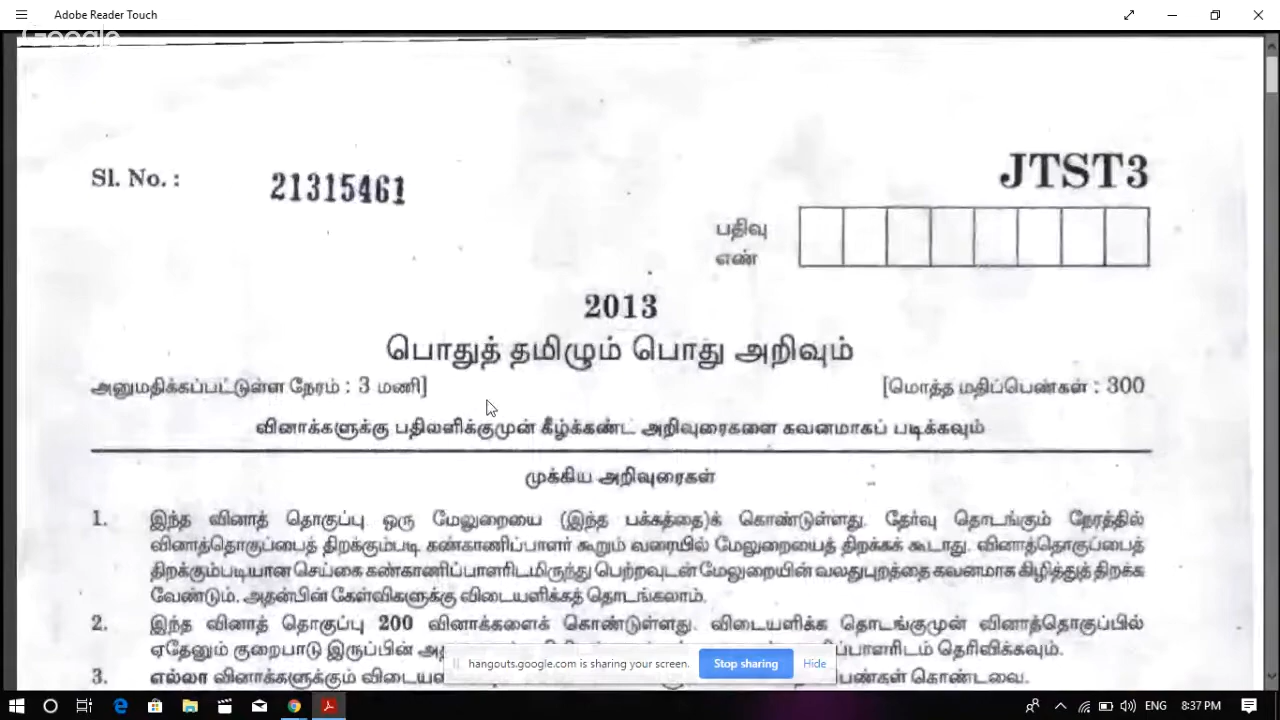 Adobe Reader Touch
Google
Sl. No. : 21315461
JTST3
பதிவு
எண்
2013
பொதுத் தமிழும் பொது அறிவும்
அனுமதிக்கப்பட்டுள்ள நேரம் : 3 மணி]
[மொத்த மதிப்பெண்கள் : 300
வினாக்களுக்கு பதிலளிக்குமுன் கீழ்க்கண்ட அறிவுரைகளை கவனமாகப் படிக்கவும்
முக்கிய அறிவுரைகள்
1. இந்த வினாத் தொகுப்பு ஒரு மேலுறையை (இந்த பக்கத்தை)க் கொண்டுள்ளது. தேர்வு தொடங்கும் நேரத்தில்
வினாத்தொகுப்பைத் திறக்கும்படி கண்காணிப்பாளர் கூறும் வரையில் மேலுறையைத் திறக்கக் கூடாது. வினாத்தொகுப்பைத்
திறக்கும்படியான செய்கை கண்காணிப்பாளரிடமிருந்து பெற்றவுடன் மேலுறையின் வலதுபுறத்தை கவனமாக கிழித்துத் திறக்க
வேண்டும். அதன்பின் கேள்விகளுக்கு விடையளிக்கத் தொடங்கலாம்.
2. இந்த வினாத் தொகுப்பு 200 வினாக்களைக் கொண்டுள்ளது. விடையளிக்க தொடங்குமுன் வினாத்தொகுப்பில்
ஏதேனும் குறைபாடு இருப்பின் தெரிவிக்கவும்.
3. எல்லா வினாக்களுக்கும் கொண்டவை.
hangouts.google.com is sharing your screen. Stop sharing Hide
ENG 8:37 PM